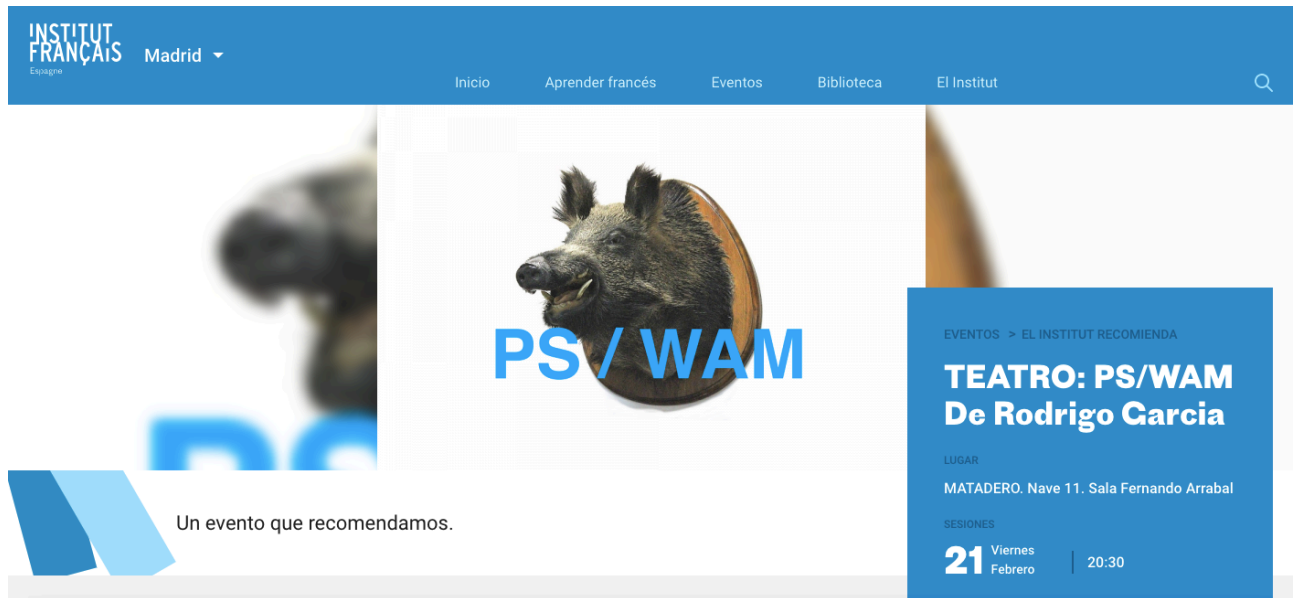 INSTITUT
FRANÇAIS
Espagne
Madrid
Inicio Aprender francés Eventos Biblioteca El Institut
PS / WAM
PS
EVENTOS > EL INSTITUT RECOMIENDA
TEATRO: PS/WAM
De Rodrigo Garcia
LUGAR
MATADERO. Nave 11. Sala Fernando Arrabal
SESIONES
21 Viernes
Febrero
20:30
Un evento que recomendamos.